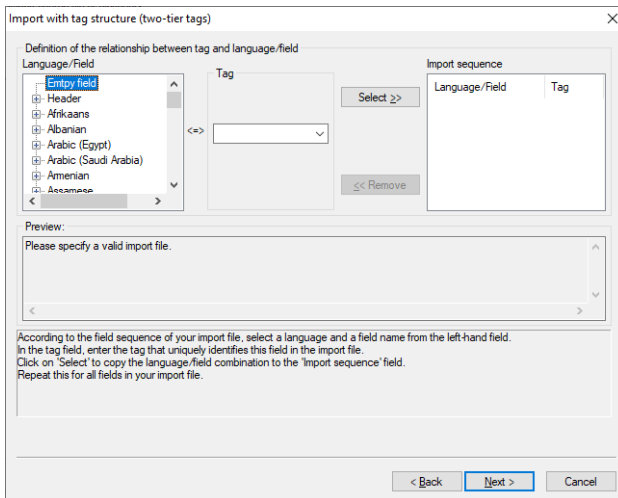 Import with tag structure (two-tier tags)
Definition of the relationship between tag and language/field
Language/Field
Emtpy field
Header
Afrikaans
Albanian
Arabic (Egypt)
Arabic (Saudi Arabia)
Armenian
Assamese
<=>
Tag
Select >>
<< Remove
Import sequence
Language/Field Tag
Preview:
Please specify a valid import file.
According to the field sequence of your import file, select a language and a field name from the left-hand field.
In the tag field, enter the tag that uniquely identifies this field in the import file.
Click on 'Select' to copy the language/field combination to the 'Import sequence' field.
Repeat this for all fields in your import file.
< Back Next > Cancel